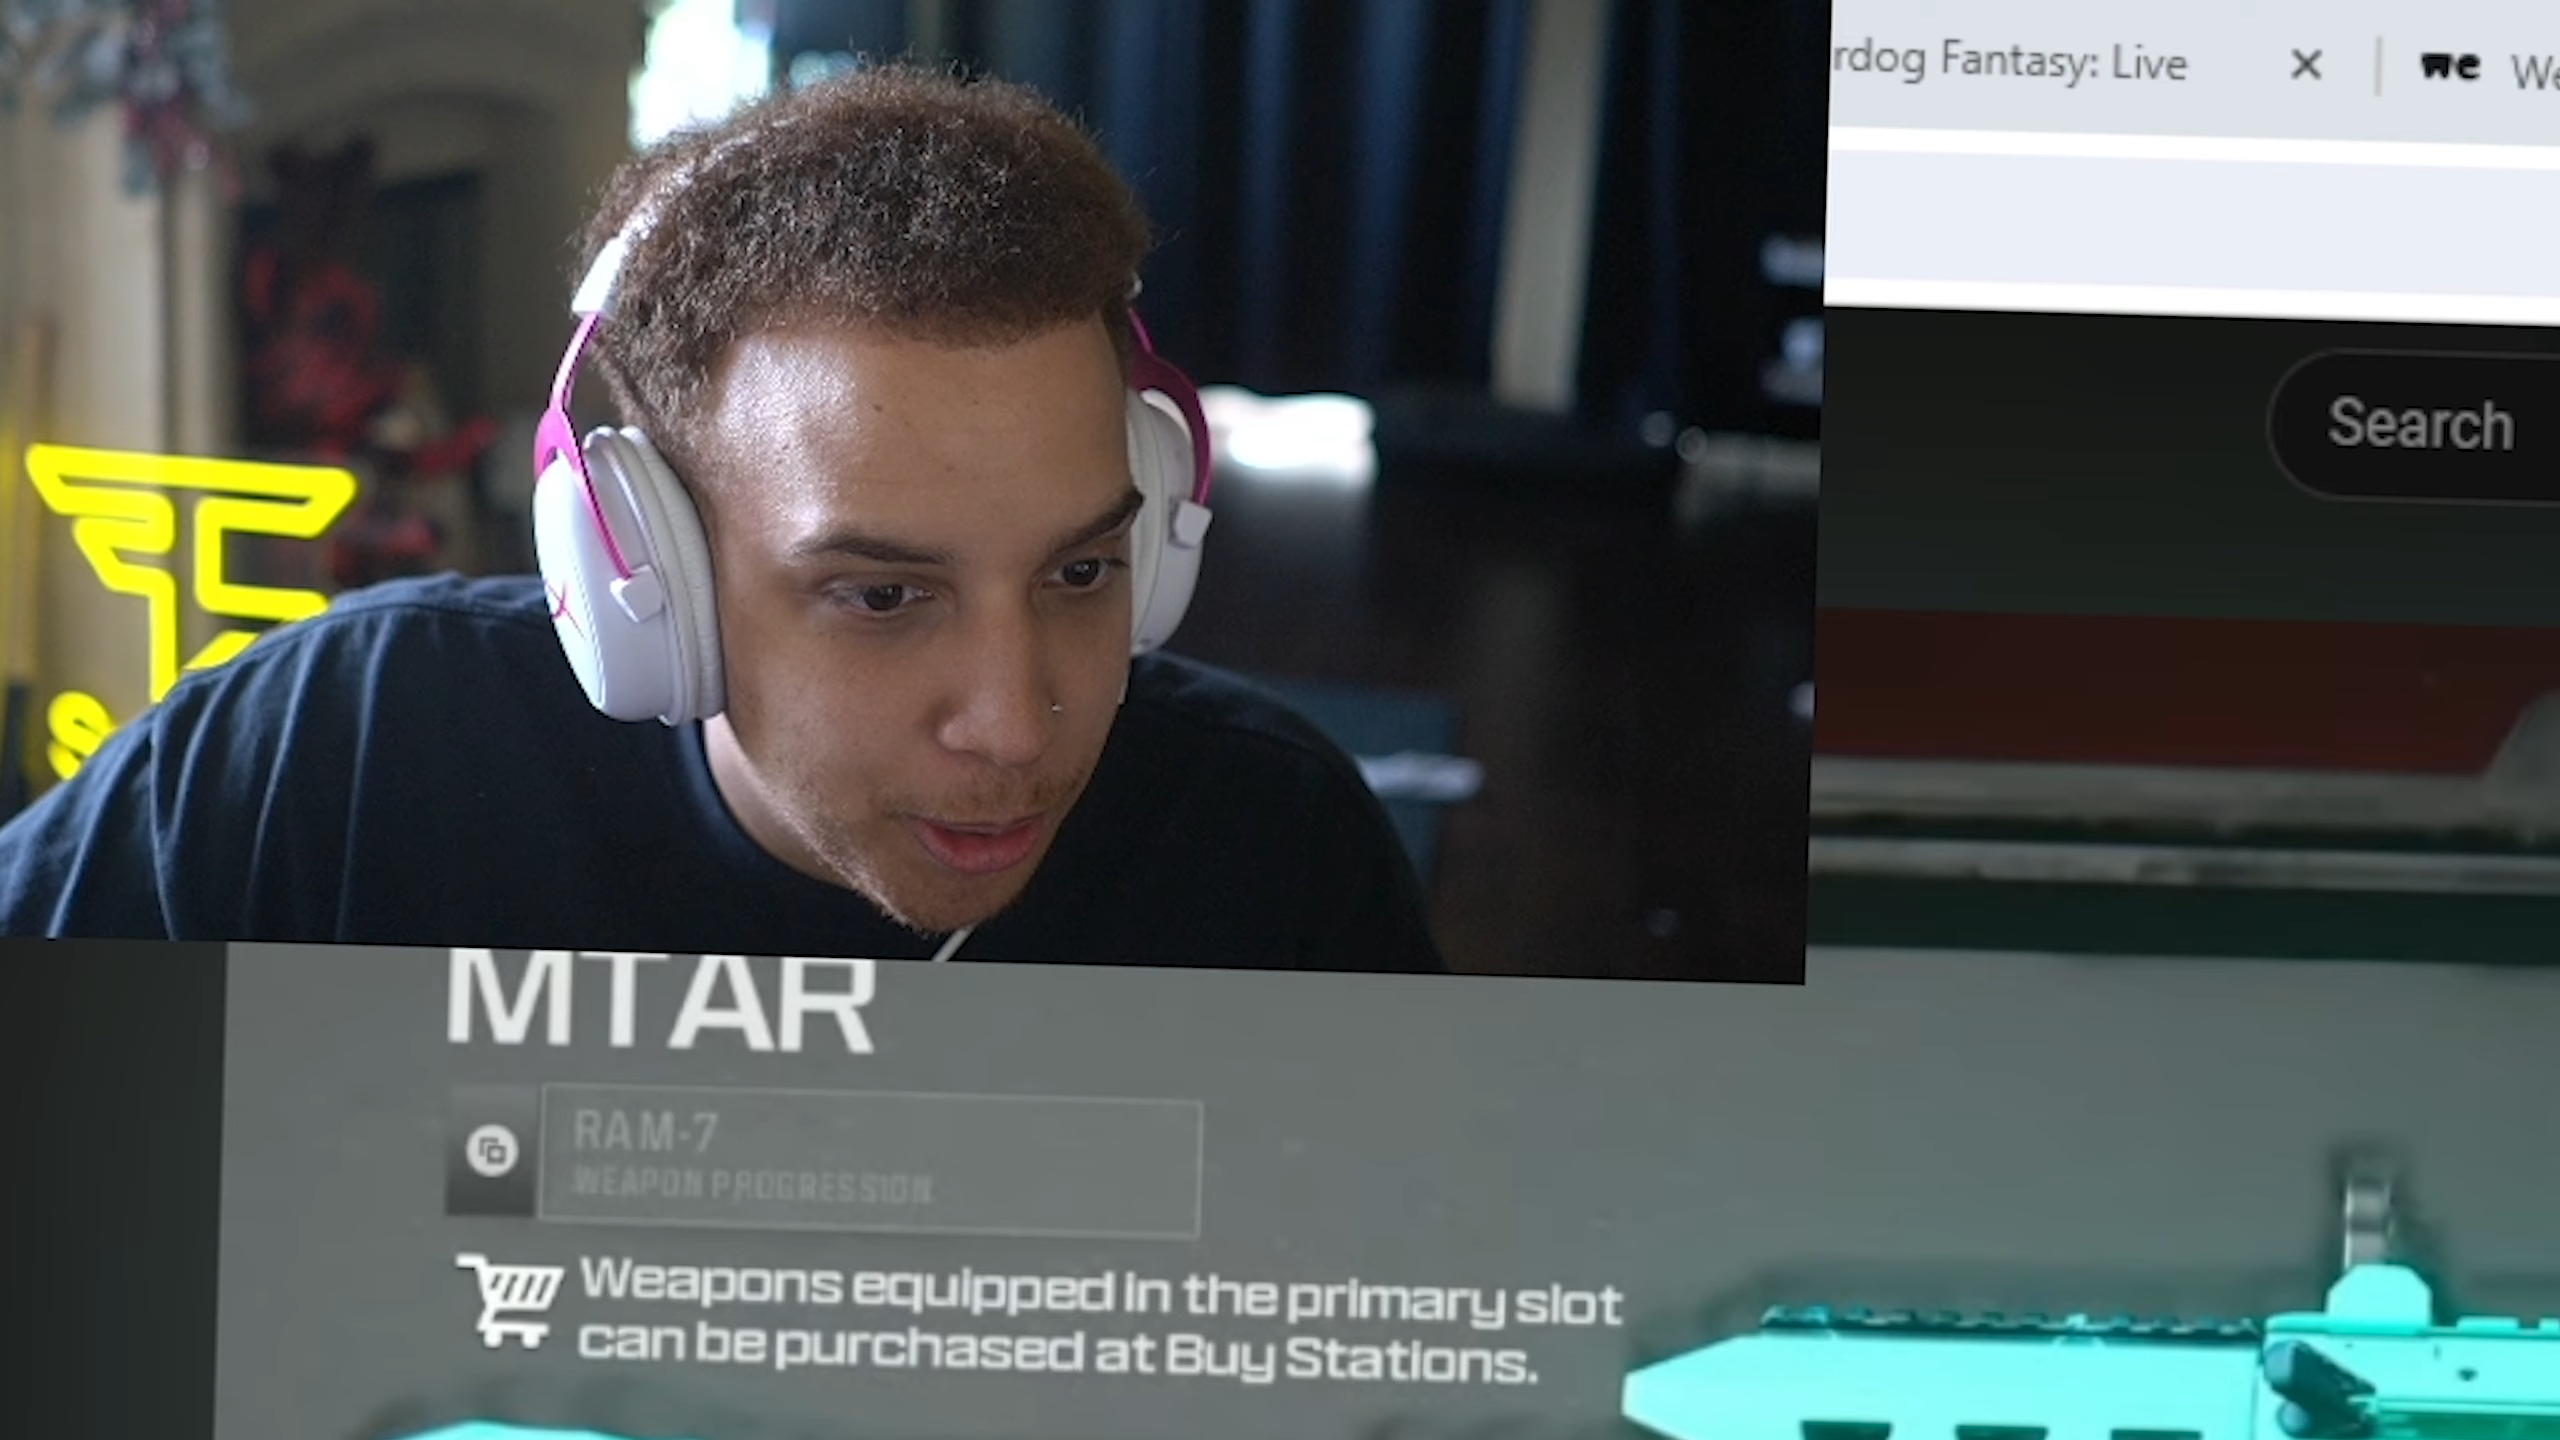 rdog Fantasy: Live
we
We
Search
MTAR
RAM-7
WEAPON PROGRESSION
Weapons equipped in the primary slot
can be purchased at Buy Stations.